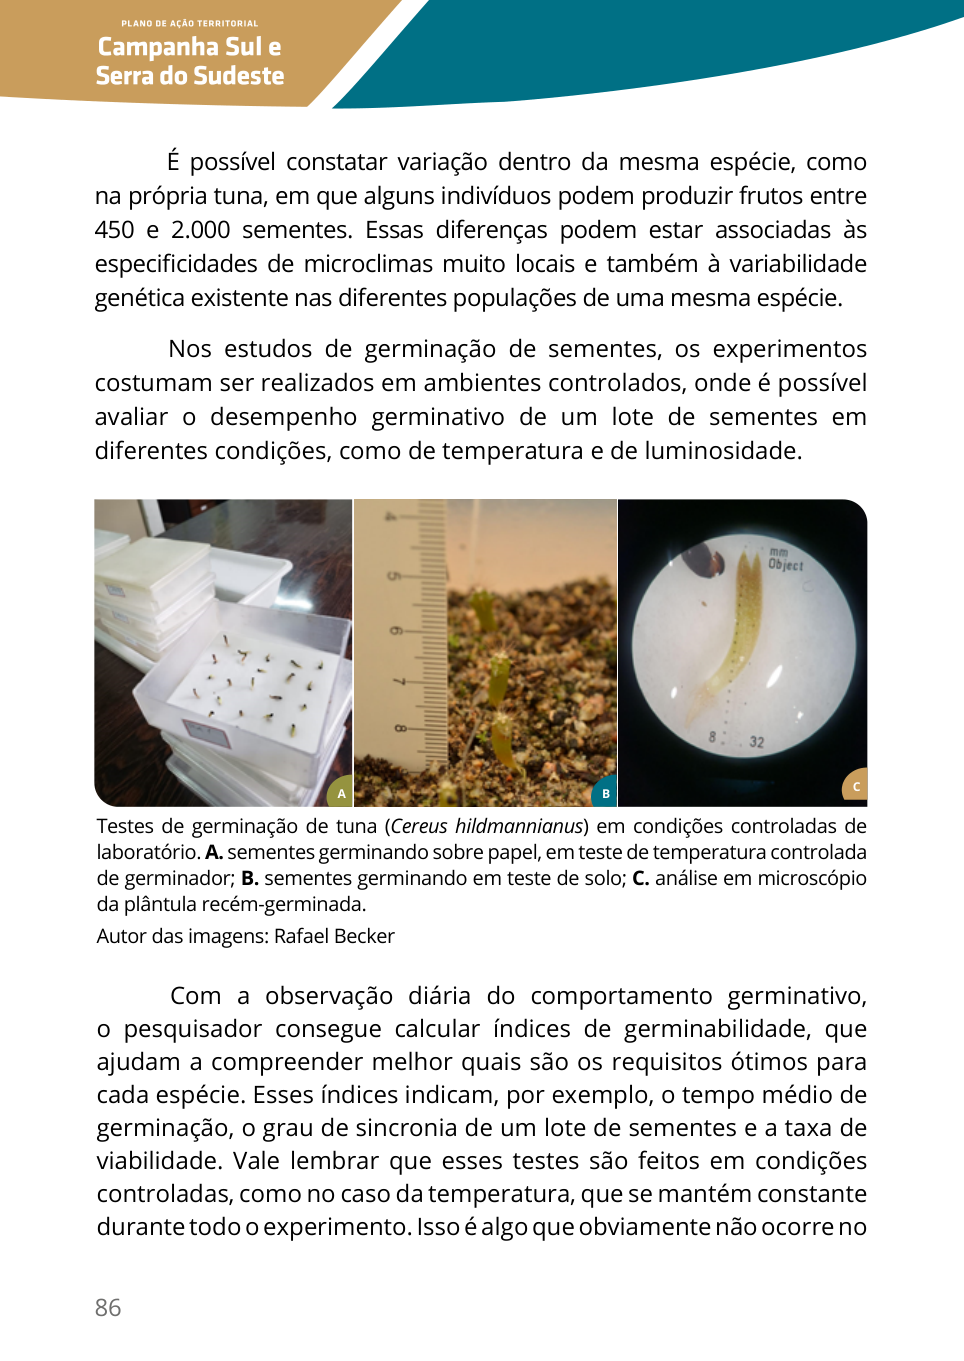 PLANO DE AÇÃO TERRITORIAL
Campanha Sul e
Serra do Sudeste
É possível constatar variação dentro da mesma espécie, como
na própria tuna, em que alguns indivíduos podem produzir frutos entre
450 e 2.000 sementes. Essas diferenças podem estar associadas às
especificidades de microclimas muito locais e também à variabilidade
genética existente nas diferentes populações de uma mesma espécie.
Nos estudos de germinação de sementes, os experimentos
costumam ser realizados em ambientes controlados, onde é possível
avaliar o desempenho germinativo de um lote de sementes em
diferentes condições, como de temperatura e de luminosidade.
A
4
5
6
7
8
B
mm
Object
8 32
C
Testes de germinação de tuna (Cereus hildmannianus) em condições controladas de
laboratório. A. sementes germinando sobre papel, em teste de temperatura controlada
de germinador; B. sementes germinando em teste de solo; C. análise em microscópio
da plântula recém-germinada.
Autor das imagens: Rafael Becker
Com a observação diária do comportamento germinativo,
o pesquisador consegue calcular índices de germinabilidade, que
ajudam a compreender melhor quais são os requisitos ótimos para
cada espécie. Esses índices indicam, por exemplo, o tempo médio de
germinação, o grau de sincronia de um lote de sementes e a taxa de
viabilidade. Vale lembrar que esses testes são feitos em condições
controladas, como no caso da temperatura, que se mantém constante
durante todo o experimento. Isso é algo que obviamente não ocorre no
86